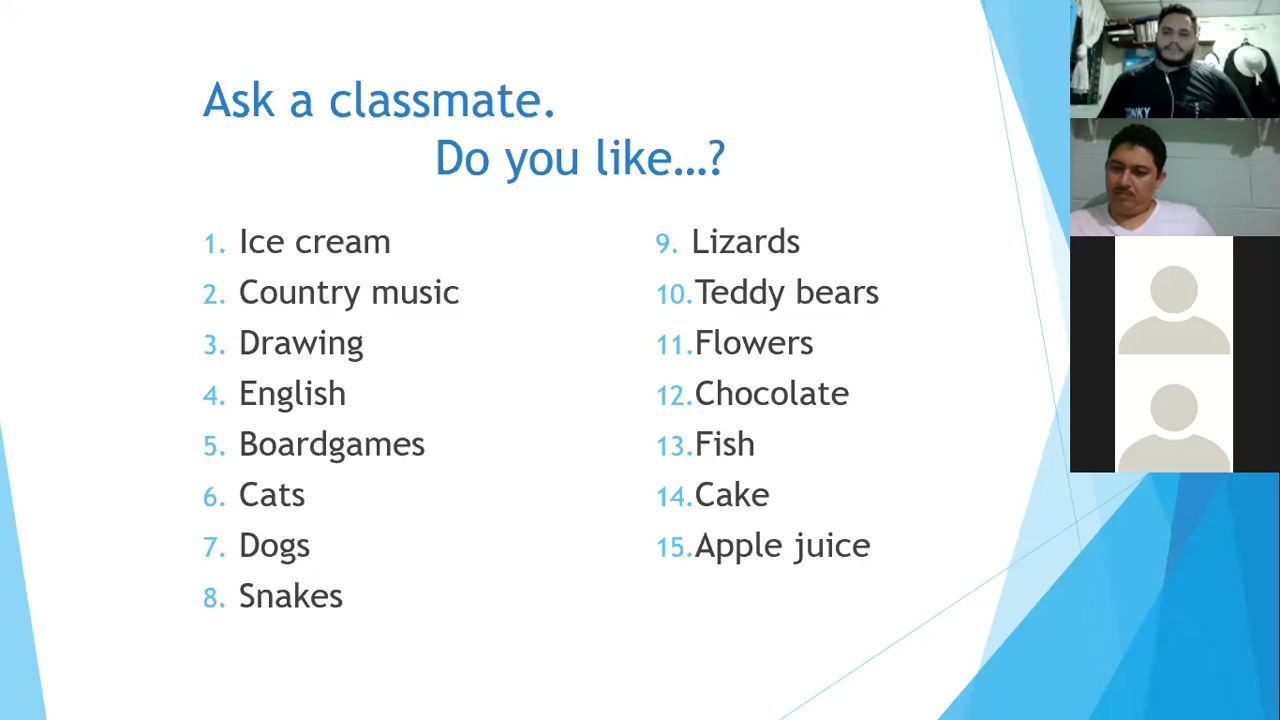 Ask a classmate.
Do you like...?
1. Ice cream
2. Country music
3. Drawing
4. English
5. Boardgames
6. Cats
7. Dogs
8. Snakes
9. Lizards
10. Teddy bears
11. Flowers
12. Chocolate
13. Fish
14. Cake
15. Apple juice